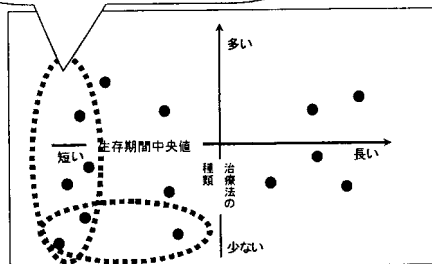 多い
生存期間中央値
短い
長い
治療法の
種類
少ない